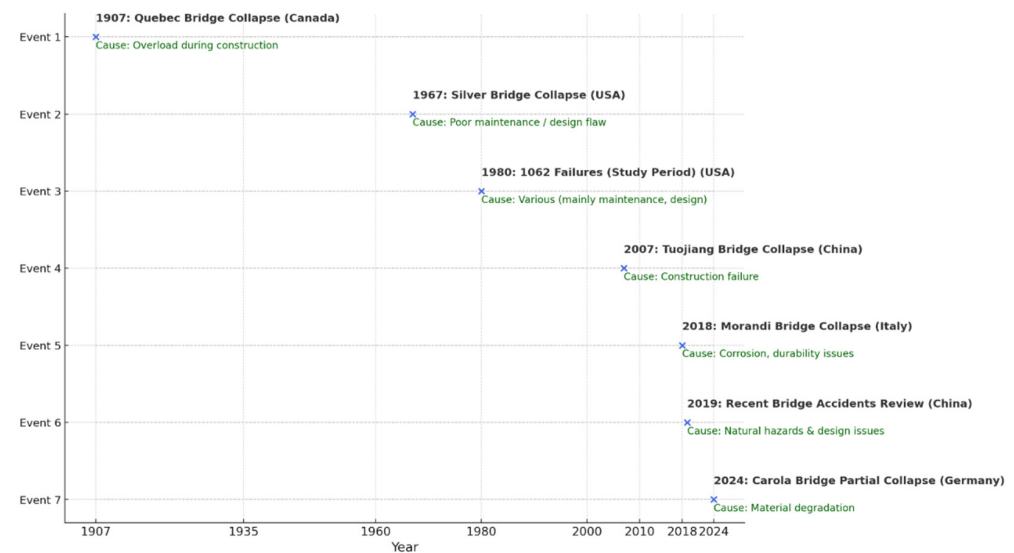 1907: Quebec Bridge Collapse (Canada)
Event 1
Cause: Overload during construction
1967: Silver Bridge Collapse (USA)
Event 2
Cause: Poor maintenance / design flaw
1980: 1062 Failures (Study Period) (USA)
Event 3
Cause: Various (mainly maintenance, design)
2007: Tuojiang Bridge Collapse (China)
Event 4
Cause: Construction failure
2018: Morandi Bridge Collapse (Italy)
Event 5
Cause: Corrosion, durability issues
2019: Recent Bridge Accidents Review (China)
Event 6
Cause: Natural hazards & design issues
2024: Carola Bridge Partial Collapse (Germany)
Event 7
Cause: Material degradation
1907 1935 1960 1980 2000 2010 2018 2024
Year